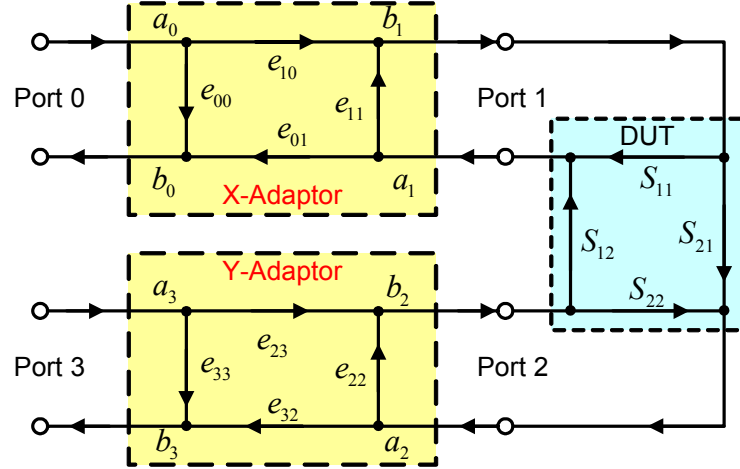 a₀
b₁
e₁₀
Port 0
e₀₀
e₁₁
Port 1
e₀₁
DUT
b₀
X-Adaptor
a₁
S₁₁
S₂₁
S₁₂
Y-Adaptor
a₃
b₂
S₂₂
e₂₃
Port 3
e₃₃
e₂₂
Port 2
e₃₂
b₃
a₂